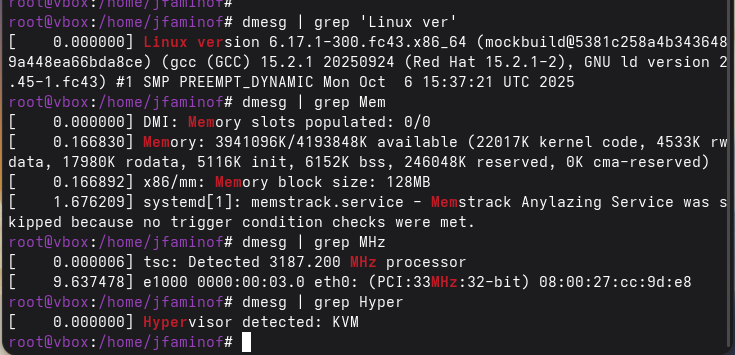 root@vbox:/home/jfaminof#
root@vbox:/home/jfaminof# dmesg | grep 'Linux ver'
[    0.000000] Linux version 6.17.1-300.fc43.x86_64 (mockbuild@5381c258a4b343648
9a448ea66bda8ce) (gcc (GCC) 15.2.1 20250924 (Red Hat 15.2.1-2), GNU ld version 2
.45-1.fc43) #1 SMP PREEMPT_DYNAMIC Mon Oct  6 15:37:21 UTC 2025
root@vbox:/home/jfaminof# dmesg | grep Mem
[    0.000000] DMI: Memory slots populated: 0/0
[    0.166830] Memory: 3941096K/4193848K available (22017K kernel code, 4533K rw
data, 17980K rodata, 5116K init, 6152K bss, 246048K reserved, 0K cma-reserved)
[    0.166892] x86/mm: Memory block size: 128MB
[    1.676209] systemd[1]: memstrack.service - Memstrack Anylazing Service was s
kipped because no trigger condition checks were met.
root@vbox:/home/jfaminof# dmesg | grep MHz
[    0.000006] tsc: Detected 3187.200 MHz processor
[    9.637478] e1000 0000:00:03.0 eth0: (PCI:33MHz:32-bit) 08:00:27:cc:9d:e8
root@vbox:/home/jfaminof# dmesg | grep Hyper
[    0.000000] Hypervisor detected: KVM
root@vbox:/home/jfaminof#